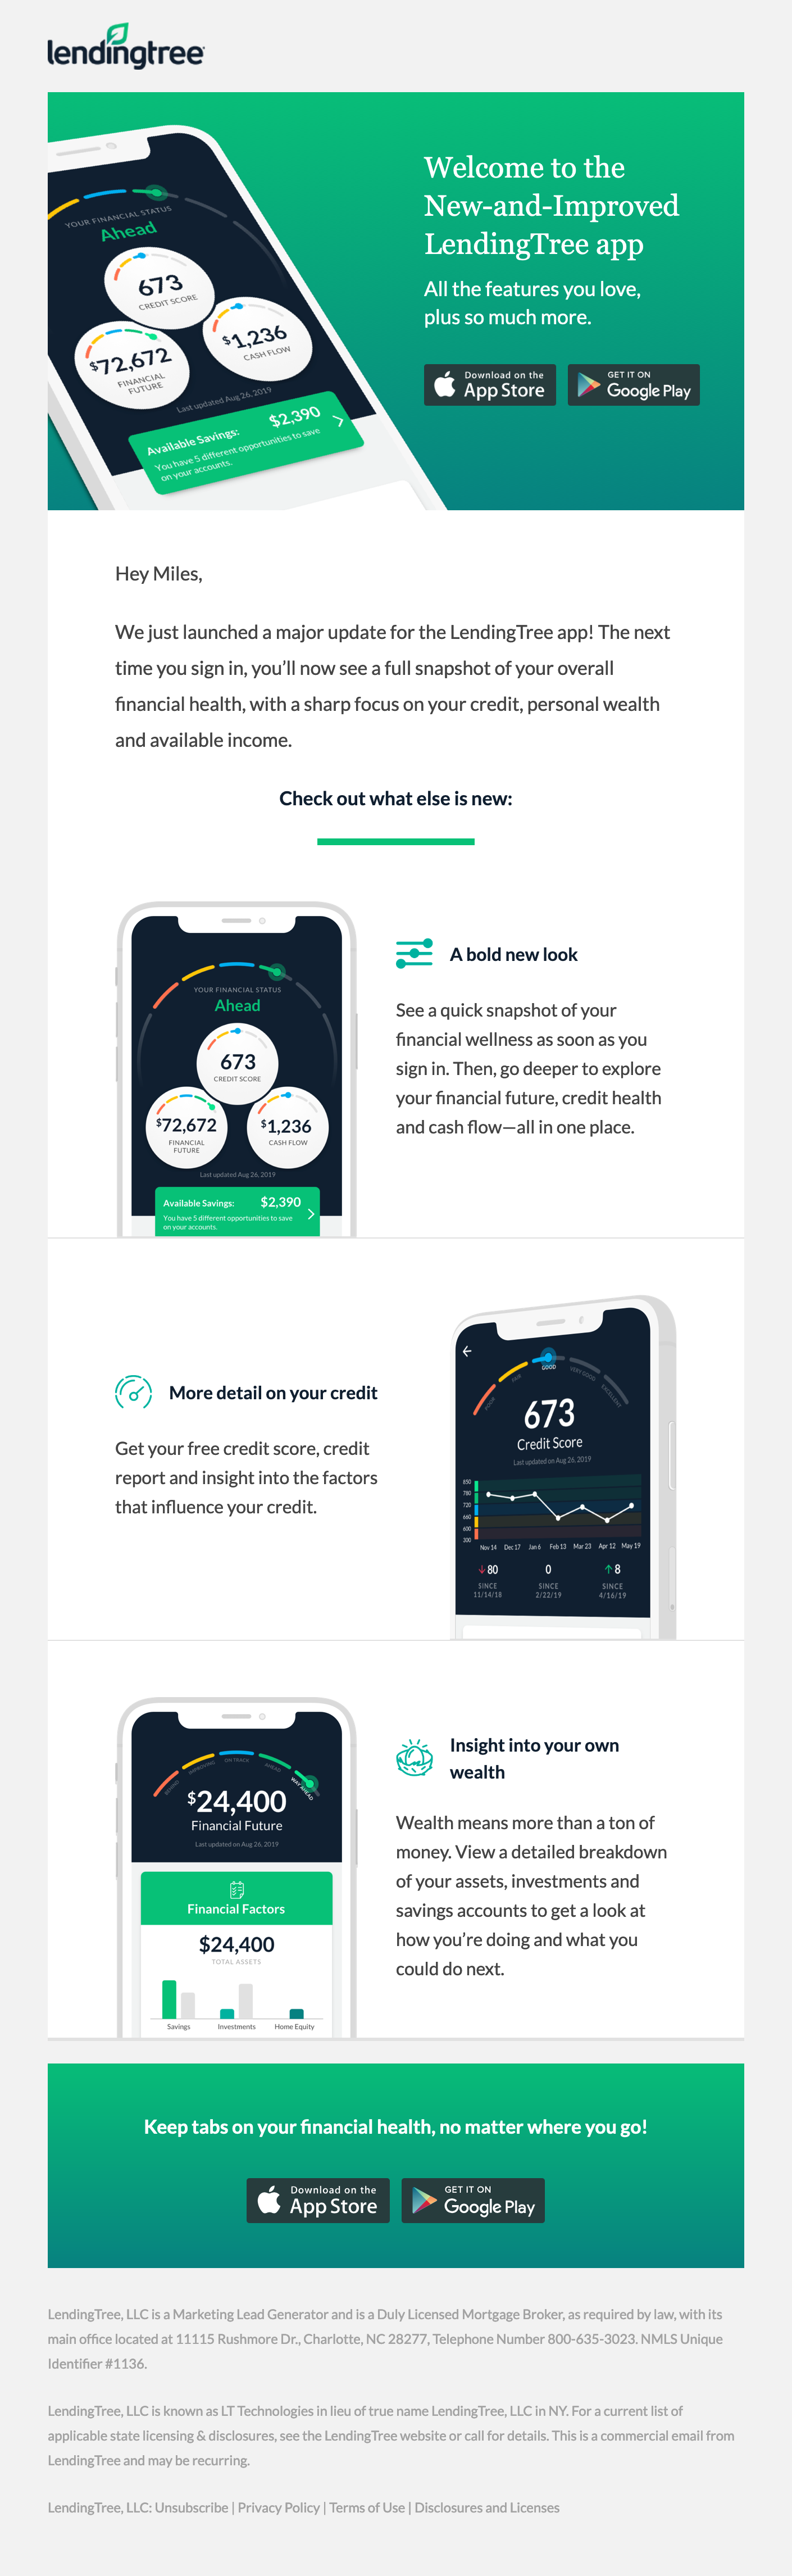 lendingtree
Welcome to the
New-and-Improved
LendingTree app
All the features you love,
plus so much more.
Download on the
App Store
GET IT ON
Google Play
YOUR FINANCIAL STATUS
Ahead
673
CREDIT SCORE
$72,672
FINANCIAL
FUTURE
$1,236
CASH FLOW
Last updated Aug 26, 2019
Available Savings: $2,390
You have 5 different opportunities to save
on your accounts.
Hey Miles,
We just launched a major update for the LendingTree app! The next
time you sign in, you’ll now see a full snapshot of your overall
financial health, with a sharp focus on your credit, personal wealth
and available income.
Check out what else is new:
YOUR FINANCIAL STATUS
Ahead
673
CREDIT SCORE
$72,672
FINANCIAL
FUTURE
$1,236
CASH FLOW
Last updated Aug 26, 2019
Available Savings: $2,390
You have 5 different opportunities to save
on your accounts.
A bold new look
See a quick snapshot of your
financial wellness as soon as you
sign in. Then, go deeper to explore
your financial future, credit health
and cash flow—all in one place.
More detail on your credit
Get your free credit score, credit
report and insight into the factors
that influence your credit.
POOR
FAIR
GOOD
VERY GOOD
EXCELLENT
673
Credit Score
Last updated on Aug 26, 2019
850
780
720
660
600
300
Nov 14 Dec 17 Jan 6 Feb 13 Mar 23 Apr 12 May 19
80 0 8
SINCE SINCE SINCE
11/14/18 2/22/19 4/16/19
BEHIND
IMPROVING
ON TRACK
AHEAD
WAY AHEAD
$24,400
Financial Future
Last updated on Aug 26, 2019
Financial Factors
$24,400
TOTAL ASSETS
Savings Investments Home Equity
Insight into your own
wealth
Wealth means more than a ton of
money. View a detailed breakdown
of your assets, investments and
savings accounts to get a look at
how you’re doing and what you
could do next.
Keep tabs on your financial health, no matter where you go!
Download on the
App Store
GET IT ON
Google Play
LendingTree, LLC is a Marketing Lead Generator and is a Duly Licensed Mortgage Broker, as required by law, with its
main office located at 11115 Rushmore Dr., Charlotte, NC 28277, Telephone Number 800-635-3023. NMLS Unique
Identifier #1136.
LendingTree, LLC is known as LT Technologies in lieu of true name LendingTree, LLC in NY. For a current list of
applicable state licensing & disclosures, see the LendingTree website or call for details. This is a commercial email from
LendingTree and may be recurring.
LendingTree, LLC: Unsubscribe | Privacy Policy | Terms of Use | Disclosures and Licenses